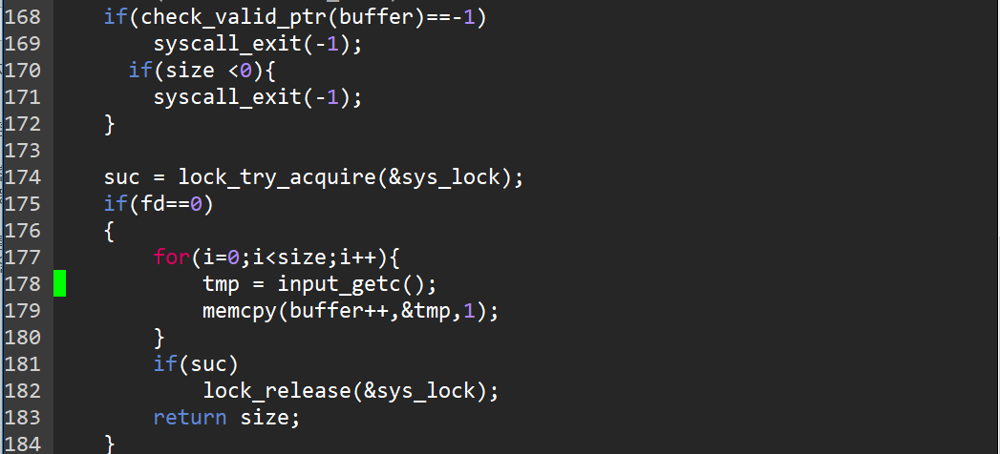 168 if(check_valid_ptr(buffer)==-1)
169 syscall_exit(-1);
170 if(size <0){
171 syscall_exit(-1);
172 }
173
174 suc = lock_try_acquire(&sys_lock);
175 if(fd==0)
176 {
177 for(i=0;i<size;i++){
178 tmp = input_getc();
179 memcpy(buffer++,&tmp,1);
180 }
181 if(suc)
182 lock_release(&sys_lock);
183 return size;
184 }